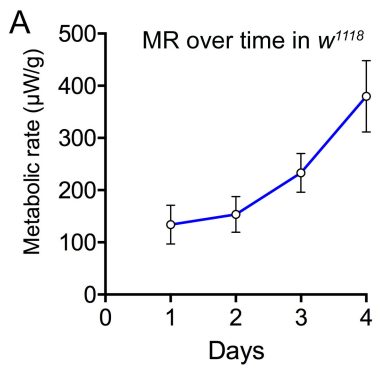 A
MR over time in w1118
Metabolic rate (µW/g)
500
400
300
200
100
0
0 1 2 3 4
Days